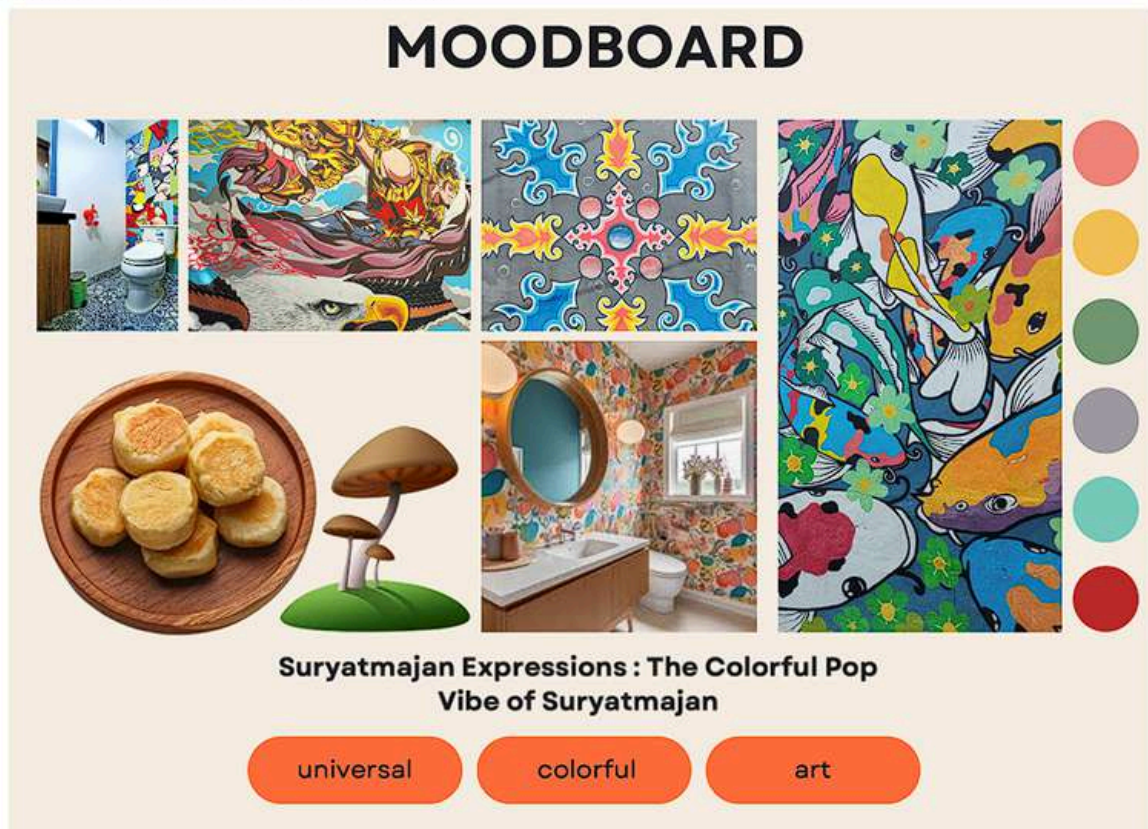 MOODBOARD
Suryatmajan Expressions : The Colorful Pop
Vibe of Suryatmajan
universal
colorful
art